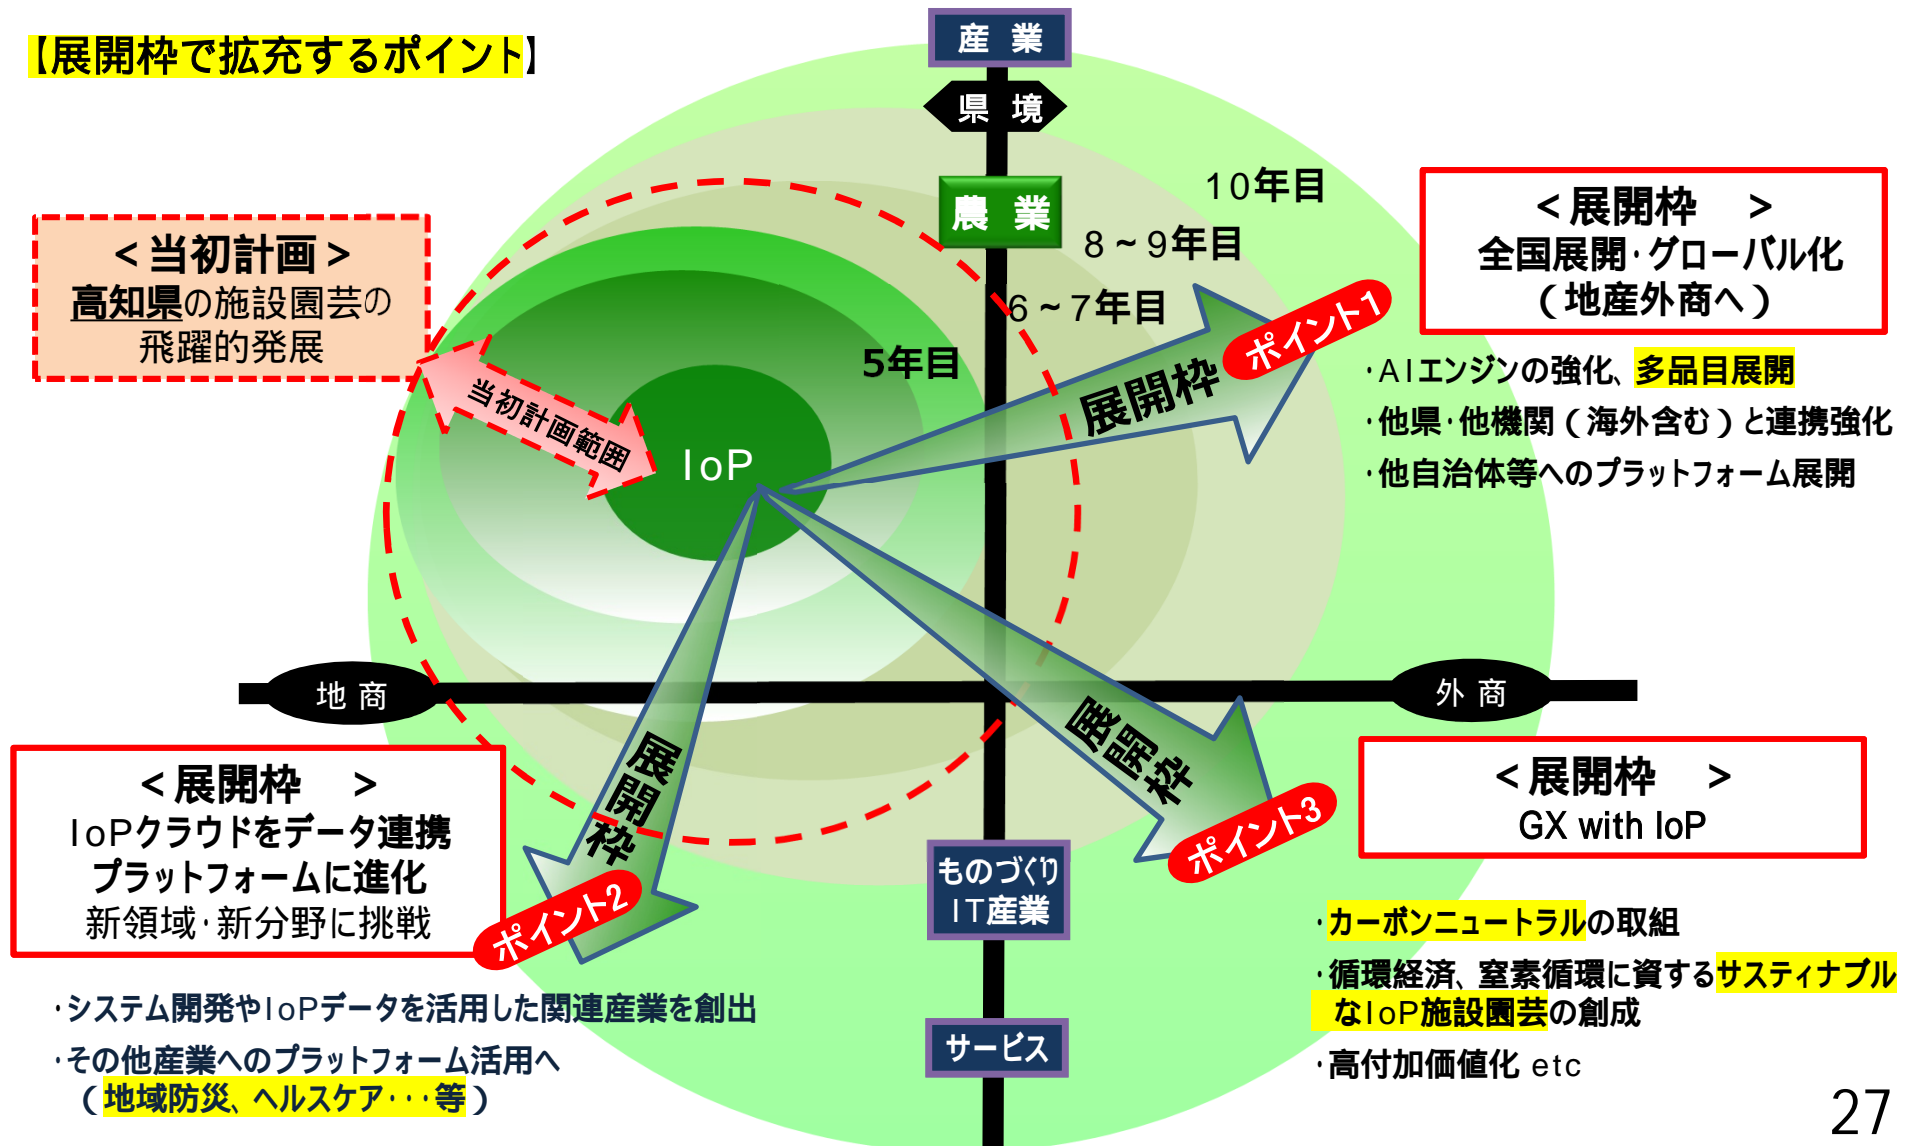 【展開枠で拡充するポイント】
産 業
県 境
農 業
10年目
8~9年目
6~7年目
5年目
<当初計画>
高知県の施設園芸の
飛躍的発展
当初計画範囲
IoP
展開枠
ポイント1
<展開枠 >
全国展開・グローバル化
(地産外商へ)
・AIエンジンの強化、多品目展開
・他県・他機関(海外含む)と連携強化
・他自治体等へのプラットフォーム展開
地 商
外 商
<展開枠 >
IoPクラウドをデータ連携
プラットフォームに進化
新領域・新分野に挑戦
展開枠
ポイント2
・システム開発やIoPデータを活用した関連産業を創出
・その他産業へのプラットフォーム活用へ
(地域防災、ヘルスケア・・・等)
展開枠
ポイント3
ものづくり
IT産業
サービス
<展開枠 >
GX with IoP
・カーボンニュートラルの取組
・循環経済、窒素循環に資するサスティナブル
なIoP施設園芸の創成
・高付加価値化 etc
27